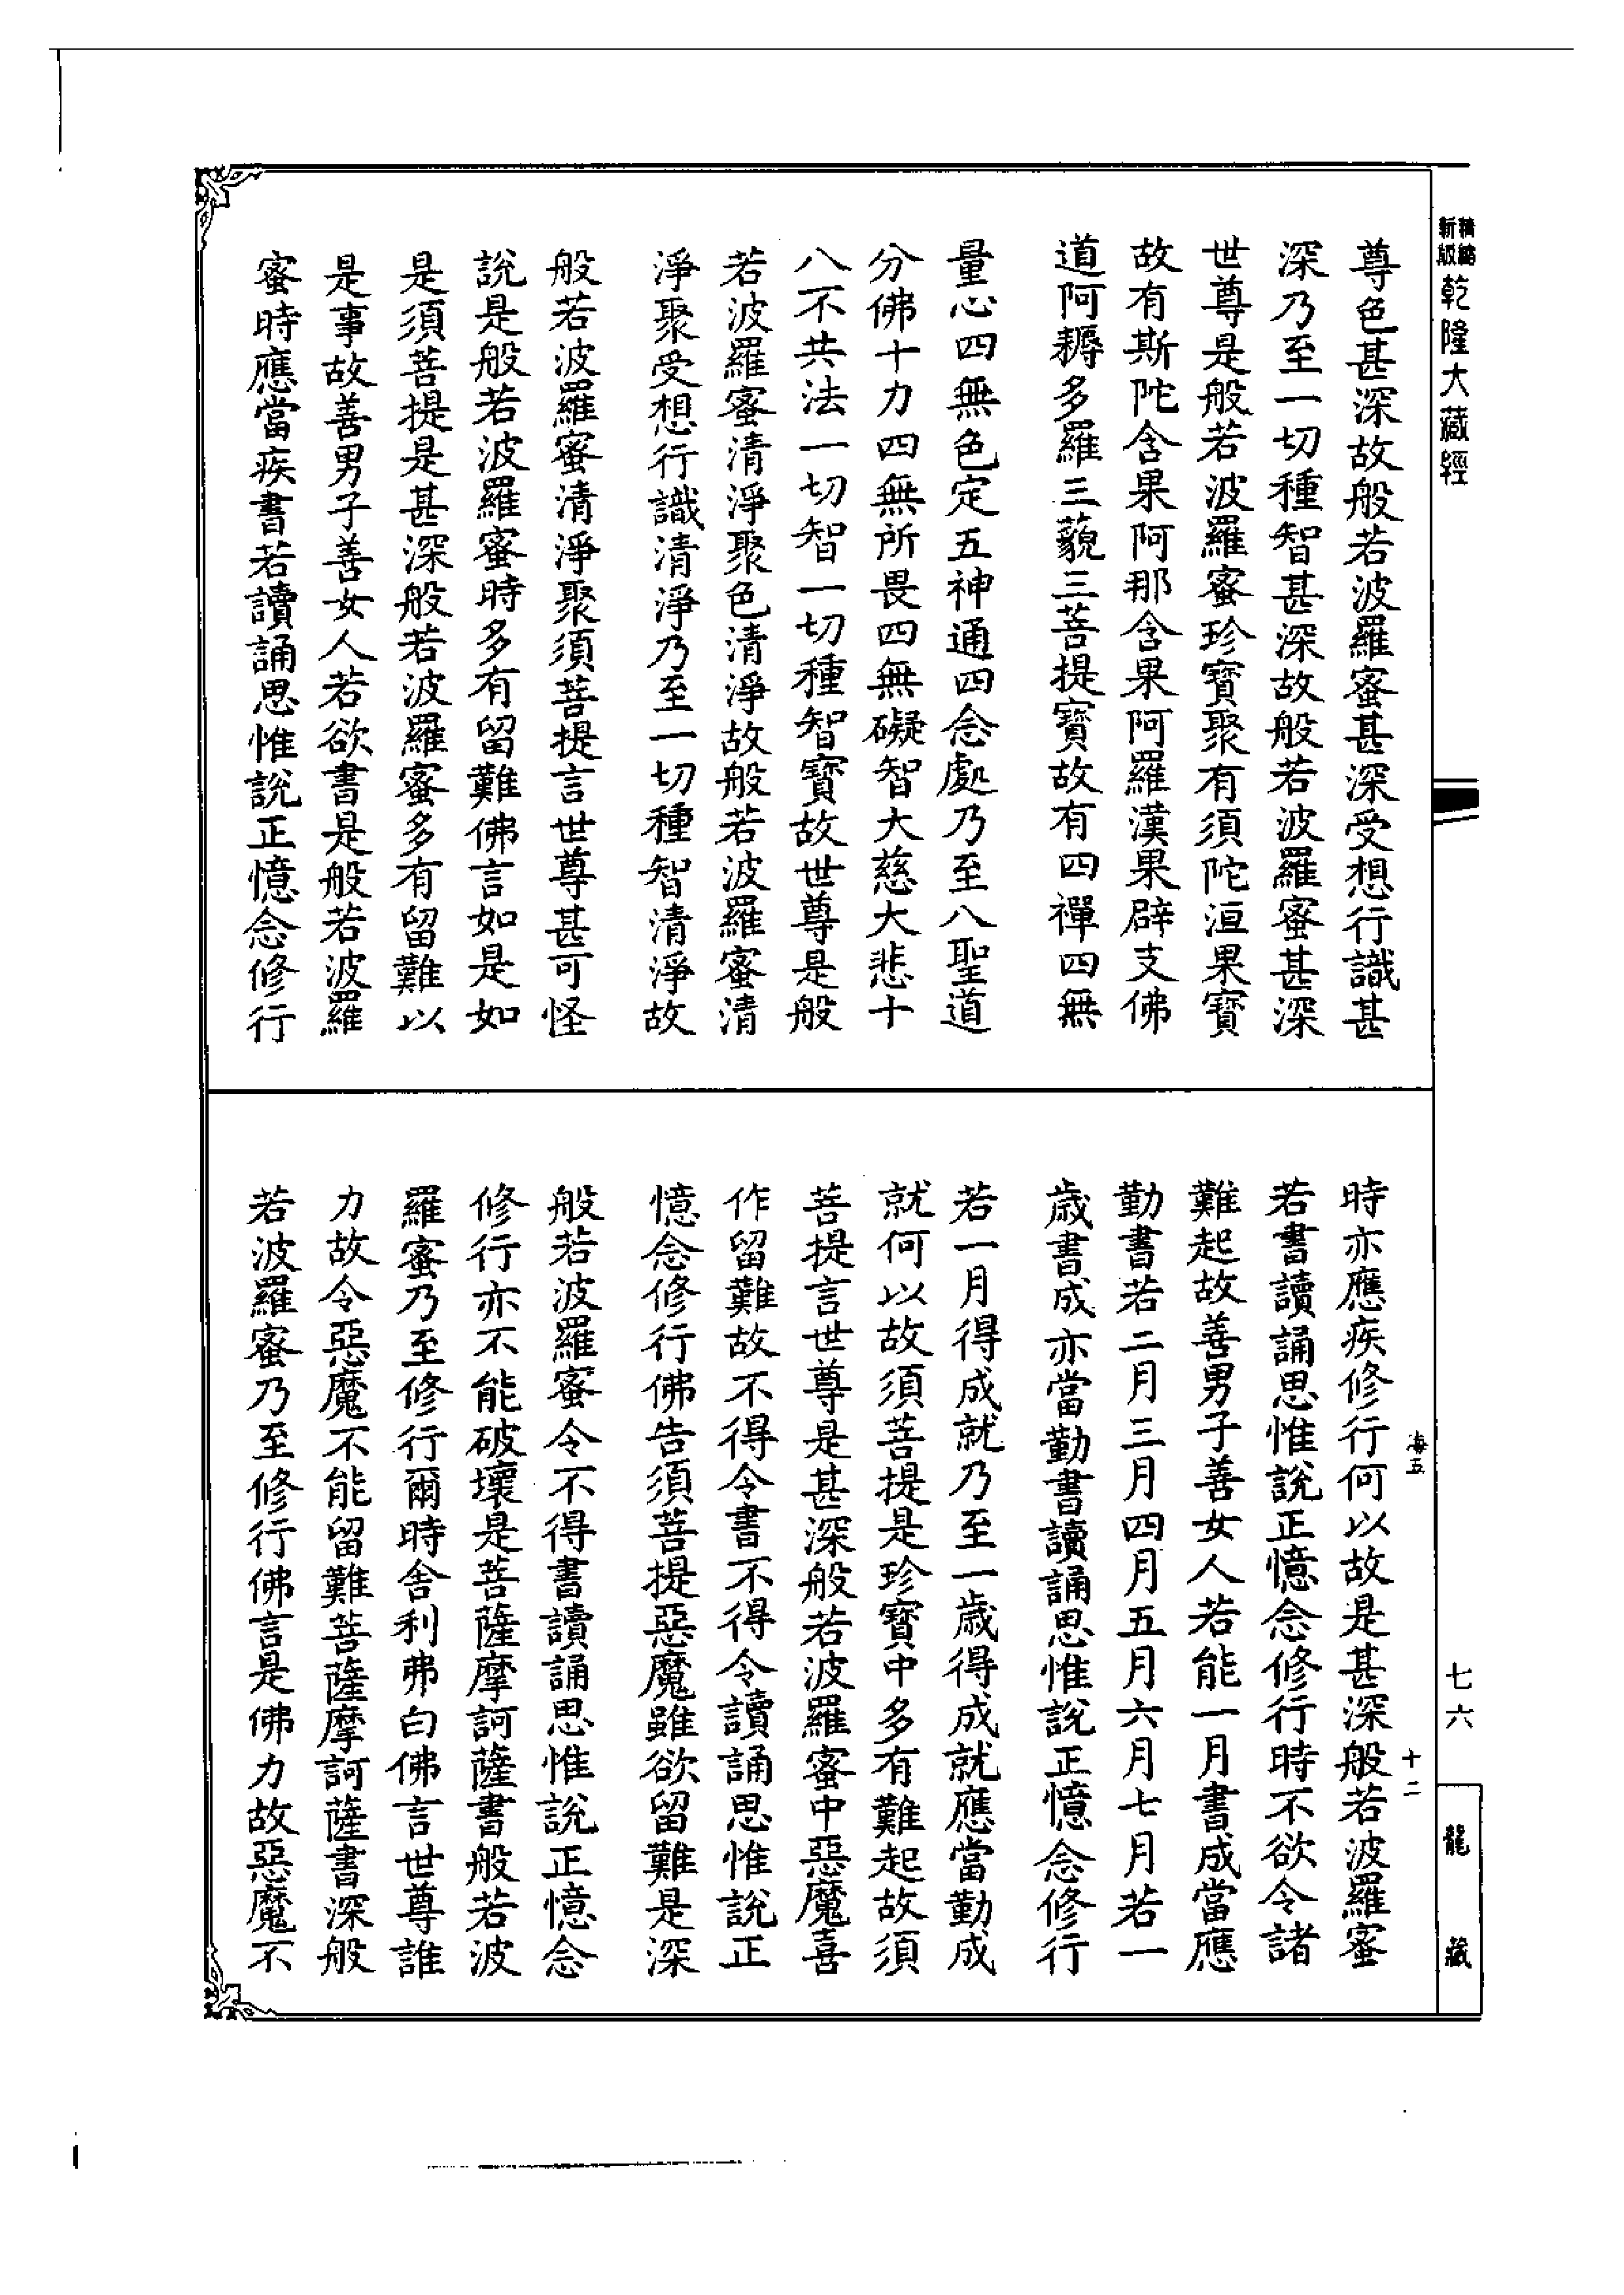 精縮新版乾隆大藏經
尊色甚深故般若波羅蜜甚深受想行識甚
深乃至一切種智甚深故般若波羅蜜甚深
世尊是般若波羅蜜珍寶聚有須陀洹果寶
故有斯陀含果阿那含果阿羅漢果辟支佛
道阿耨多羅三藐三菩提寶故有四禪四無
量心四無色定五神通四念處乃至八聖道
分佛十力四無所畏四無礙智大慈大悲十
八不共法一切智一切種智寶故世尊是般
若波羅蜜清淨聚色清淨故般若波羅蜜清
淨聚受想行識清淨乃至一切種智清淨故
般若波羅蜜清淨聚須菩提言世尊甚可怪
說是般若波羅蜜時多有留難佛言如是如
是須菩提是甚深般若波羅蜜多有留難以
是事故善男子善女人若欲書是般若波羅
蜜時應當疾書若讀誦思惟說正憶念修行
時亦應疾修行何以故是甚深般若波羅蜜
若書讀誦思惟說正憶念修行時不欲令諸
難起故善男子善女人若能一月書成當應
勤書若二月三月四月五月六月七月若一
歲書成亦當勤書讀誦思惟說正憶念修行
若一月得成就乃至一歲得成就應當勤成
就何以故須菩提是珍寶中多有難起故須
菩提言世尊是甚深般若波羅蜜中惡魔喜
作留難故不得令書不得令讀誦思惟說正
憶念修行佛告須菩提惡魔雖欲留難是深
般若波羅蜜令不得書讀誦思惟說正憶念
修行亦不能破壞是菩薩摩訶薩書般若波
羅蜜乃至修行爾時舍利弗白佛言世尊誰
力故令惡魔不能留難菩薩摩訶薩書深般
若波羅蜜乃至修行佛言是佛力故惡魔不
海五
十二
七六
龍藏